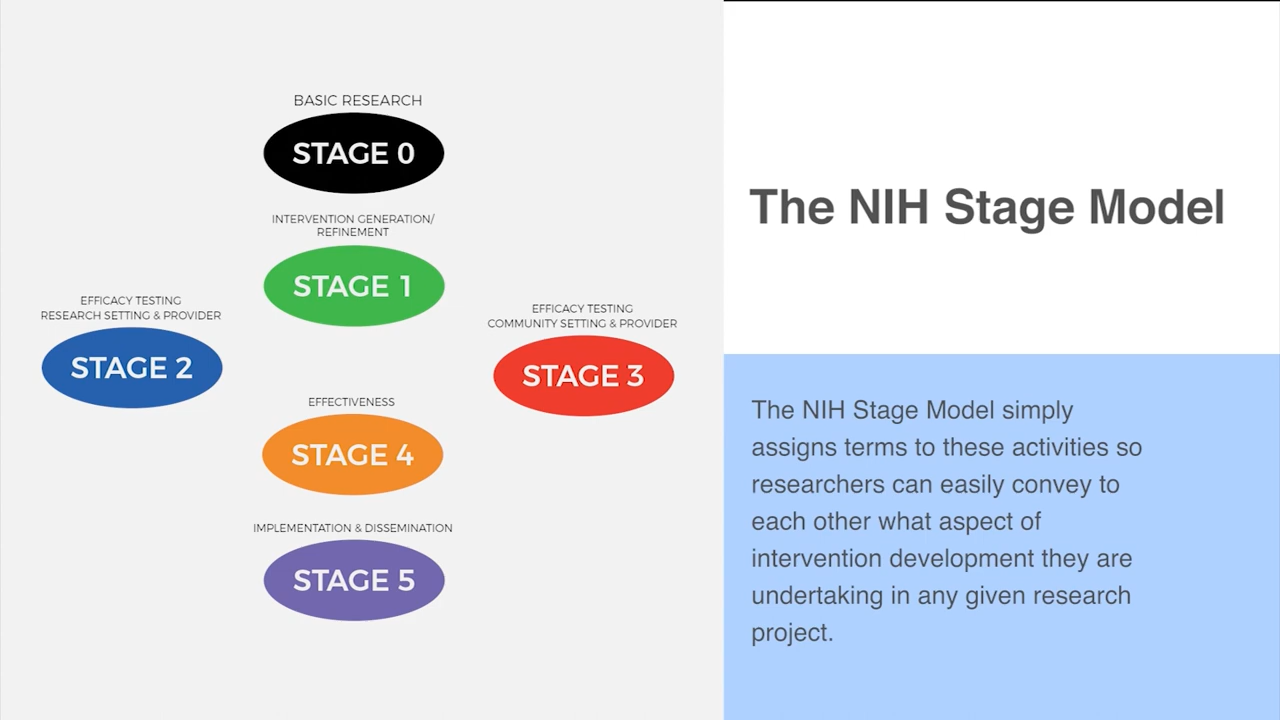 BASIC RESEARCH
STAGE 0
INTERVENTION GENERATION/
REFINEMENT
STAGE 1
EFFICACY TESTING
RESEARCH SETTING & PROVIDER
STAGE 2
EFFICACY TESTING
COMMUNITY SETTING & PROVIDER
STAGE 3
EFFECTIVENESS
STAGE 4
IMPLEMENTATION & DISSEMINATION
STAGE 5
The NIH Stage Model
The NIH Stage Model simply
assigns terms to these activities so
researchers can easily convey to
each other what aspect of
intervention development they are
undertaking in any given research
project.